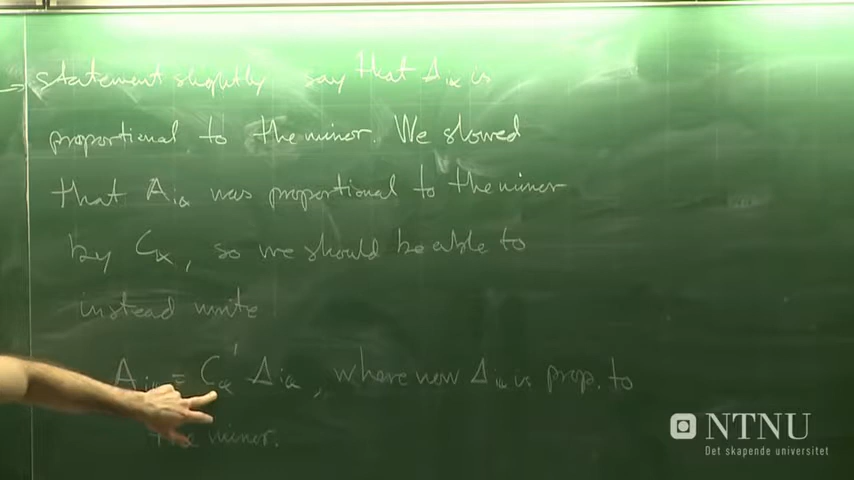 statement slightly say that Δiα is
proportional to the minor. We showed
that Aiα was proportional to the minor
by Cα, so we should be able to
instead write
Aiα = Cα' Δiα, where now Δiα is prop. to
the minor.
NTNU
Det skapende universitet